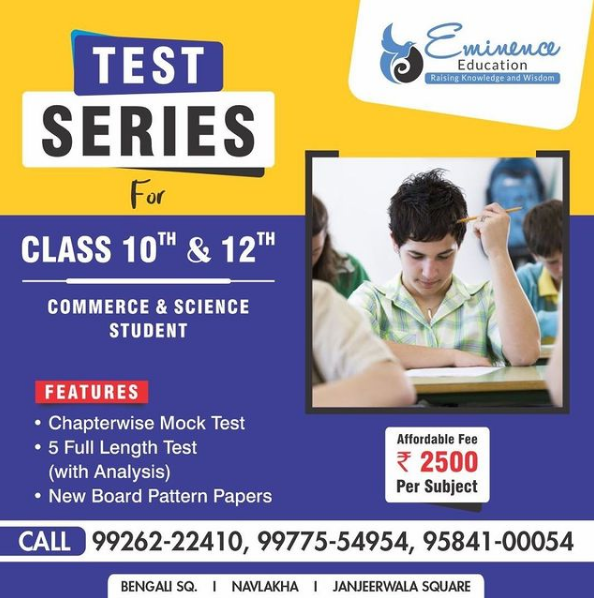 TEST
SERIES
For
CLASS 10TH & 12TH
COMMERCE & SCIENCE
STUDENT
FEATURES
• Chapterwise Mock Test
• 5 Full Length Test
(with Analysis)
• New Board Pattern Papers
Eminence
Education
Raising Knowledge and Wisdom
Affordable Fee
₹ 2500
Per Subject
CALL 99262-22410, 99775-54954, 95841-00054
BENGALI SQ. I NAVLAKHA I JANJEERWALA SQUARE